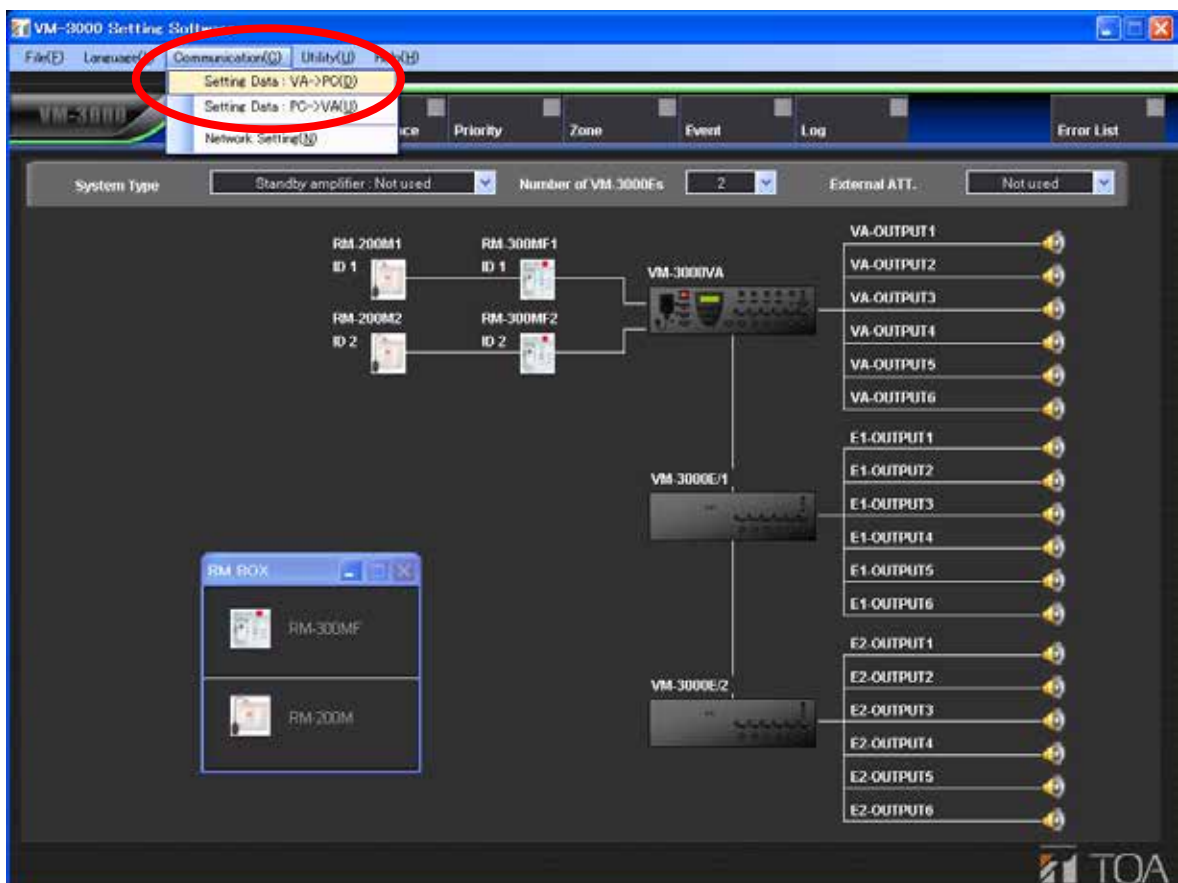 VM-3000 Setting
File(F) Communication(C) Utility(U)
Setting Data : VA->PC(D)
Setting Data : PC->VA(U)
Network Setting(N)
VM-3000
Priority Zone Event Log Error List
System Type Standby amplifier : Not used Number of VM-3000Es 2 External ATT. Not used
RM-200M1 RM-300MF1
ID 1 ID 1
RM-200M2 RM-300MF2
ID 2 ID 2
VM-3000VA
VA-OUTPUT1
VA-OUTPUT2
VA-OUTPUT3
VA-OUTPUT4
VA-OUTPUT5
VA-OUTPUT6
VM-3000E/1
E1-OUTPUT1
E1-OUTPUT2
E1-OUTPUT3
E1-OUTPUT4
E1-OUTPUT5
E1-OUTPUT6
RM BOX
RM-300MF
RM-200M
VM-3000E/2
E2-OUTPUT1
E2-OUTPUT2
E2-OUTPUT3
E2-OUTPUT4
E2-OUTPUT5
E2-OUTPUT6
TOA